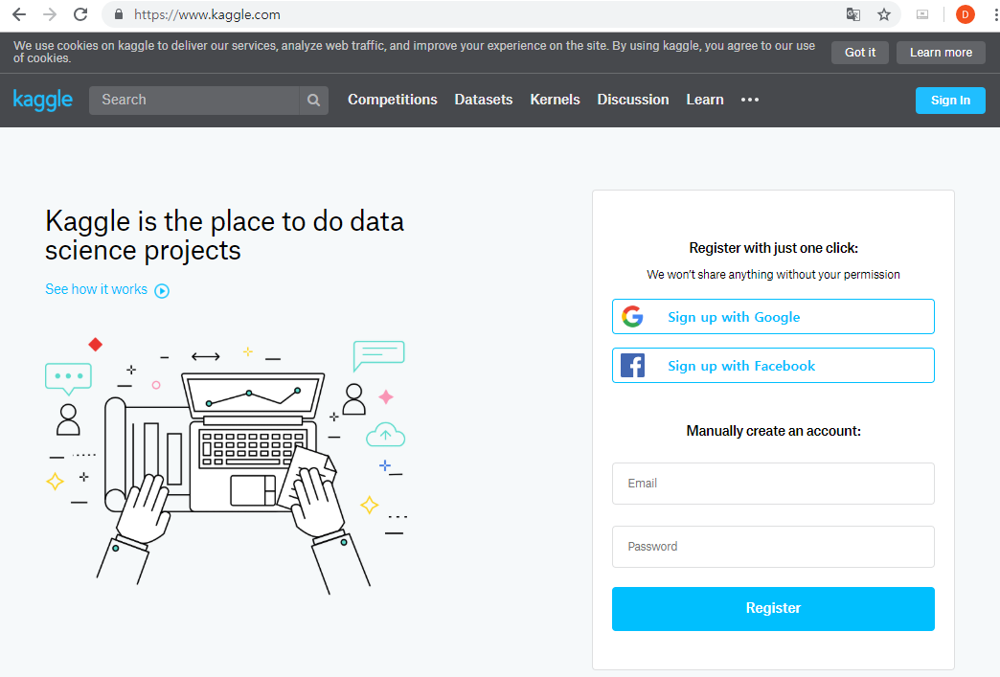 https://www.kaggle.com
D
We use cookies on kaggle to deliver our services, analyze web traffic, and improve your experience on the site. By using kaggle, you agree to our use
of cookies.
Got it
Learn more
kaggle
Search
Competitions
Datasets
Kernels
Discussion
Learn
Sign In
Kaggle is the place to do data
science projects
See how it works
Register with just one click:
We won't share anything without your permission
Sign up with Google
Sign up with Facebook
Manually create an account:
Email
Password
Register